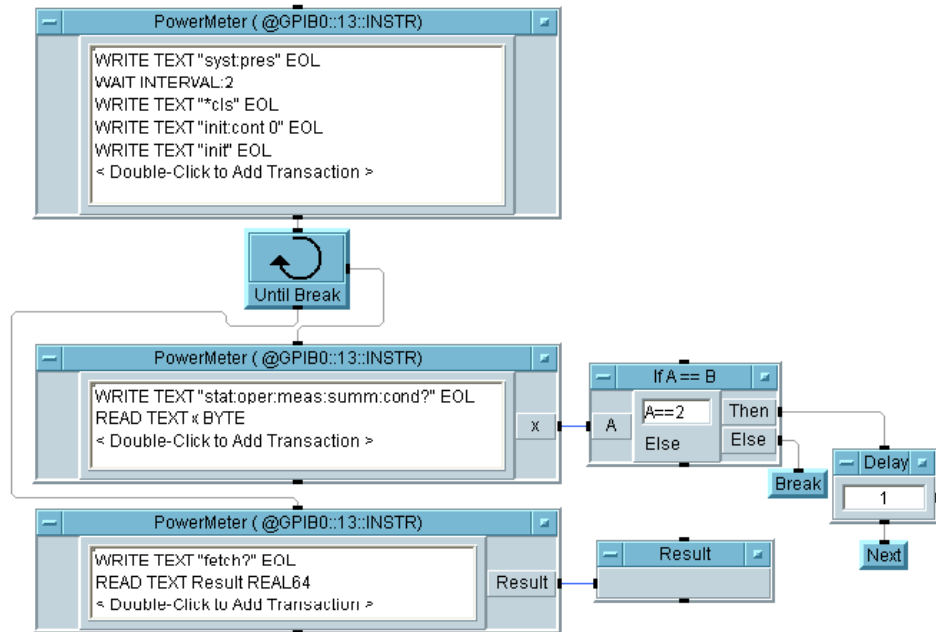 PowerMeter ( @GPIB0::13::INSTR)
WRITE TEXT "syst:pres" EOL
WAIT INTERVAL:2
WRITE TEXT "*cls" EOL
WRITE TEXT "init:cont 0" EOL
WRITE TEXT "init" EOL
< Double-Click to Add Transaction >
Until Break
PowerMeter ( @GPIB0::13::INSTR)
WRITE TEXT "stat:oper:meas:summ:cond?" EOL
READ TEXT x BYTE
< Double-Click to Add Transaction >
x
If A == B
A
A==2
Then
Else
Else
Break
Delay
1
Next
PowerMeter ( @GPIB0::13::INSTR)
WRITE TEXT "fetch?" EOL
READ TEXT Result REAL64
< Double-Click to Add Transaction >
Result
Result